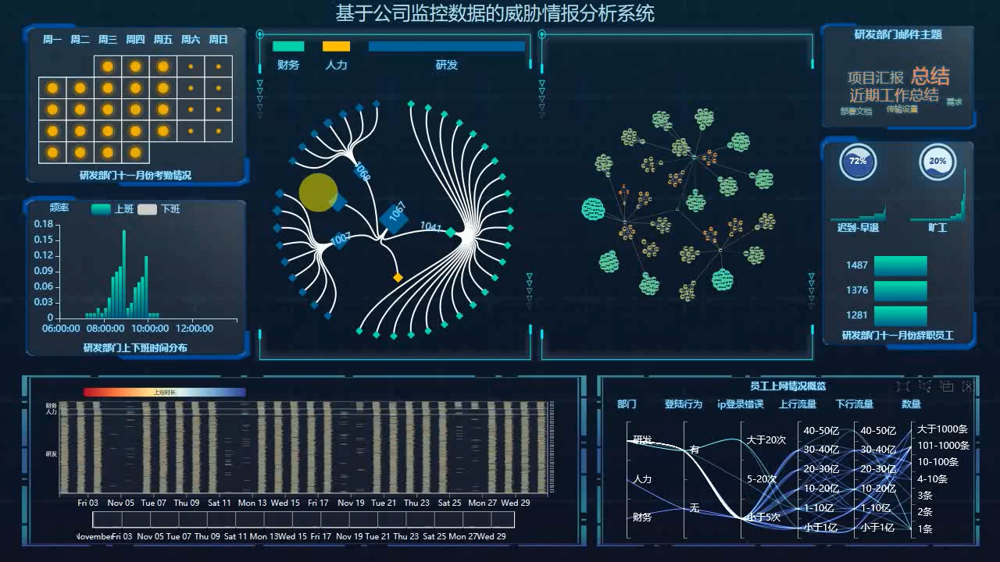 基于公司监控数据的威胁情报分析系统
周一 周二 周三 周四 周五 周六 周日
研发部门十一月份考勤情况
频率 上班 下班
0.18
0.15
0.12
0.09
0.06
0.03
0
06:00:00 08:00:00 10:00:00 12:00:00
研发部门上下班时间分布
财务 人力 研发
1068
1067
1007
1041
研发部门邮件主题
项目汇报 总结
近期工作总结
需求
部署文档 传输设置
72% 20%
迟到-早退 旷工
1487
1376
1281
研发部门十一月份辞职员工
上班时长
财务
人力
研发
Fri 03 Nov 05 Tue 07 Thu 09 Sat 11 Mon 13 Wed 15 Fri 17 Nov 19 Tue 21 Thu 23 Sat 25 Mon 27 Wed 29
November Fri 03 Nov 05 Tue 07 Thu 09 Sat 11 Mon 13 Wed 15 Fri 17 Nov 19 Tue 21 Thu 23 Sat 25 Mon 27 Wed 29
员工上网情况概览
部门 登陆行为 ip登录错误 上行流量 下行流量 数量
研发
人力
财务
有
无
大于20次
5-20次
小于5次
40-50亿
30-40亿
20-30亿
10-20亿
1-10亿
小于1亿
40-50亿
30-40亿
20-30亿
10-20亿
1-10亿
小于1亿
大于1000条
101-1000条
10-100条
4-10条
3条
2条
1条